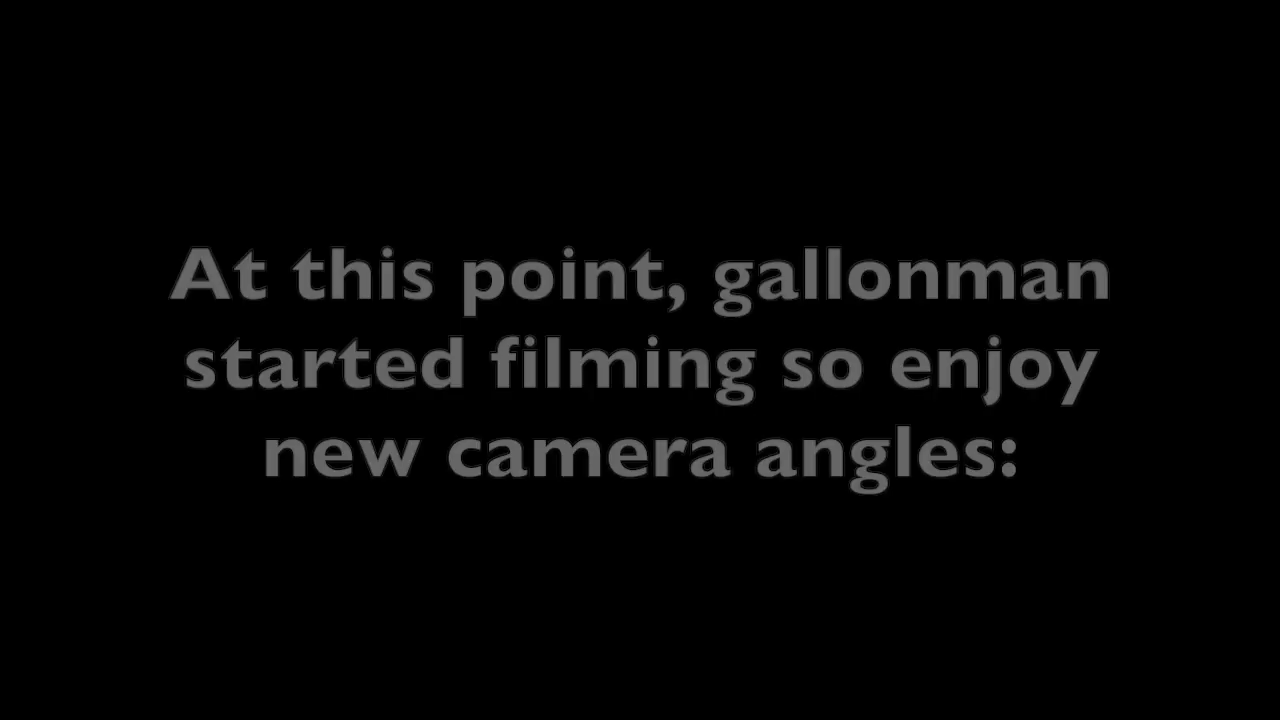 At this point, gallonman
started filming so enjoy
new camera angles: